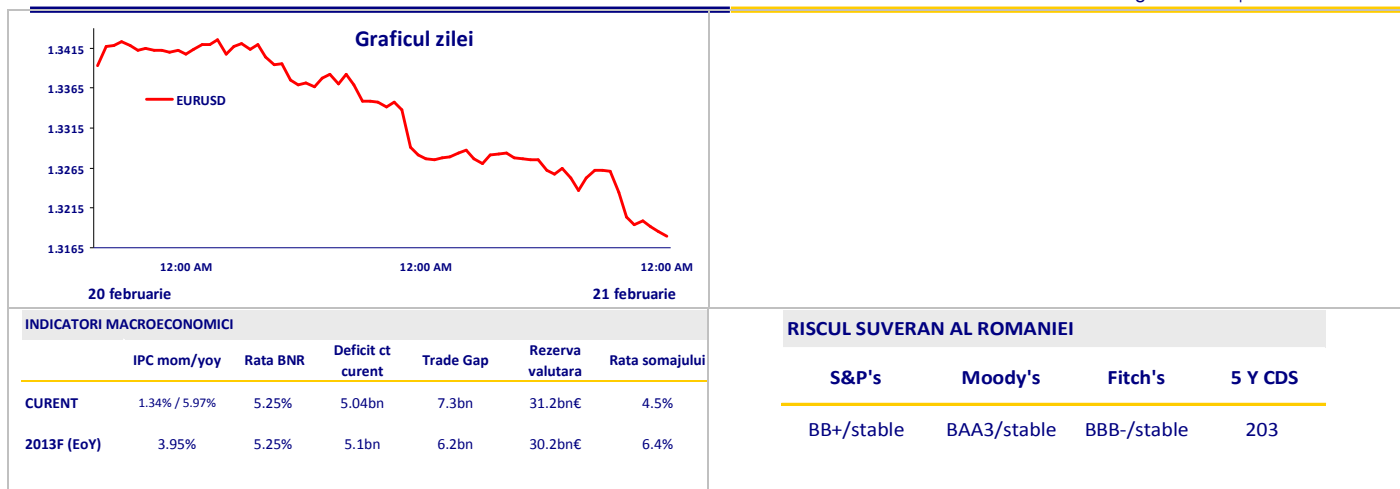 Graficul zilei
1.3415
1.3365
1.3315
1.3265
1.3215
1.3165
EURUSD
12:00 AM 12:00 AM 12:00 AM
20 februarie 21 februarie
INDICATORI MACROECONOMICI
IPC mom/yoy Rata BNR Deficit ct curent Trade Gap Rezerva valutara Rata somajului
CURENT 1.34% / 5.97% 5.25% 5.04bn 7.3bn 31.2bn€ 4.5%
2013F (EoY) 3.95% 5.25% 5.1bn 6.2bn 30.2bn€ 6.4%
RISCUL SUVERAN AL ROMANIEI
S&P's Moody's Fitch's 5 Y CDS
BB+/stable BAA3/stable BBB-/stable 203